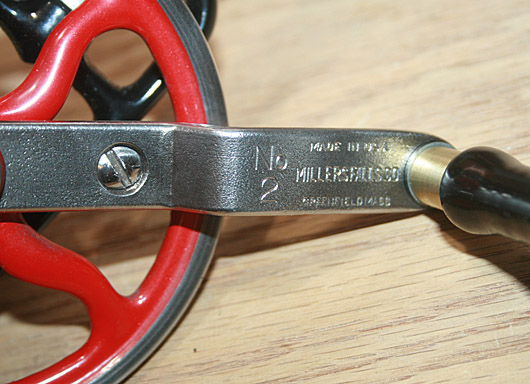 No
2
MADE IN U.S.A.
MILLERS FALLS CO
GREENFIELD MASS